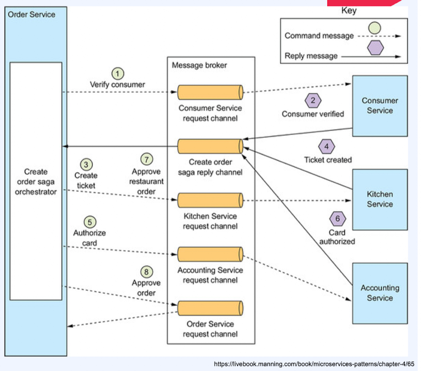 Order Service
Key
Command message
Reply message
Message broker
1
Verify consumer
Consumer Service
request channel
2
Consumer verified
Consumer
Service
Create
order saga
orchestrator
3
Create
ticket
7
Approve
restaurant
order
Create order
saga reply channel
4
Ticket created
Kitchen Service
request channel
Kitchen
Service
5
Authorize
card
6
Card
authorized
Accounting Service
request channel
Accounting
Service
8
Approve
order
Order Service
request channel
https://livebook.manning.com/book/microservices-patterns/chapter-4/65